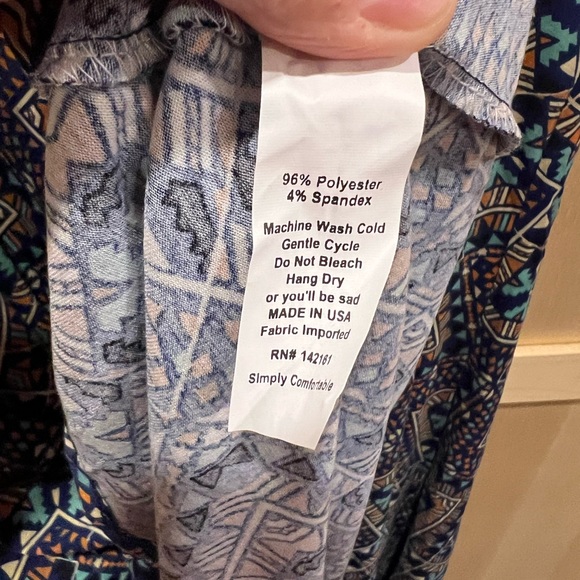 96% Polyester
4% Spandex
Machine Wash Cold
Gentle Cycle
Do Not Bleach
Hang Dry
or you'll be sad
MADE IN USA
Fabric Imported
RN# 142161
Simply Comfortable